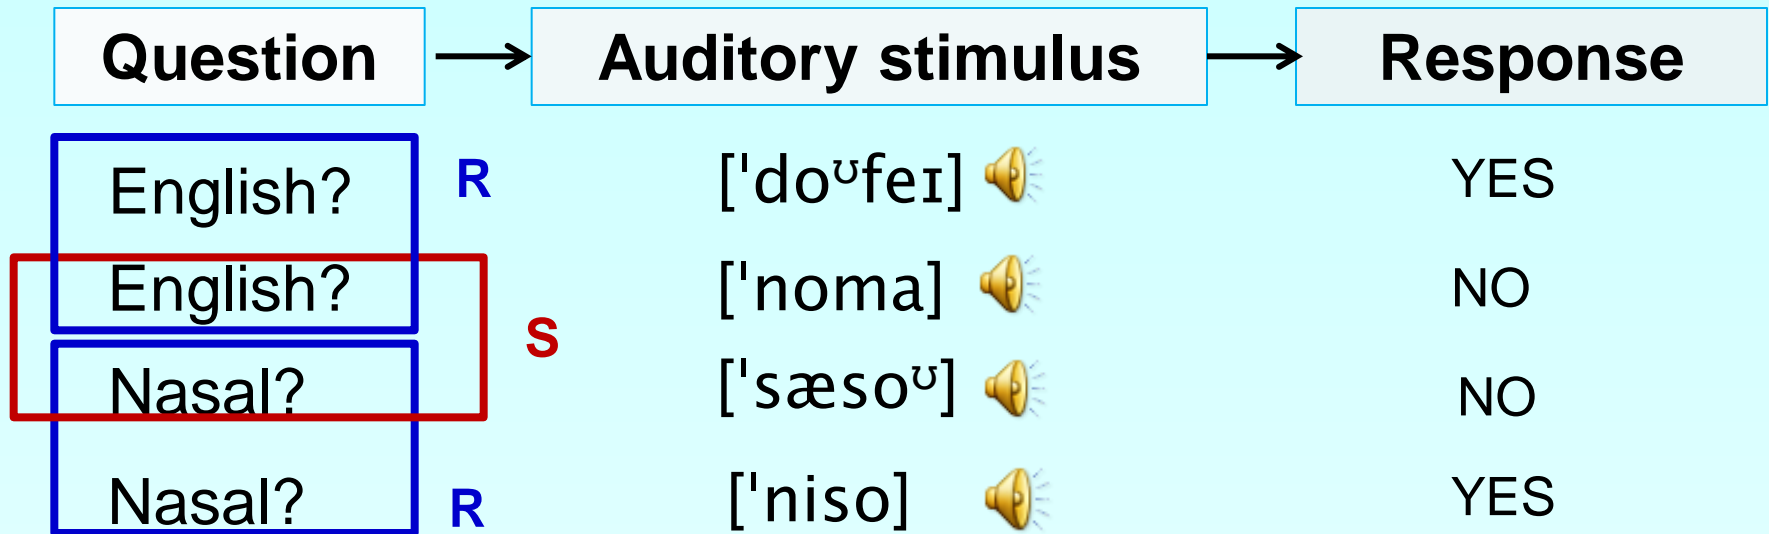 Question → Auditory stimulus → Response
English? R [ˈdoᶷfeɪ] YES
English? [ˈnoma] NO
S
Nasal? [ˈsæsoᶷ] NO
Nasal? R [ˈniso] YES